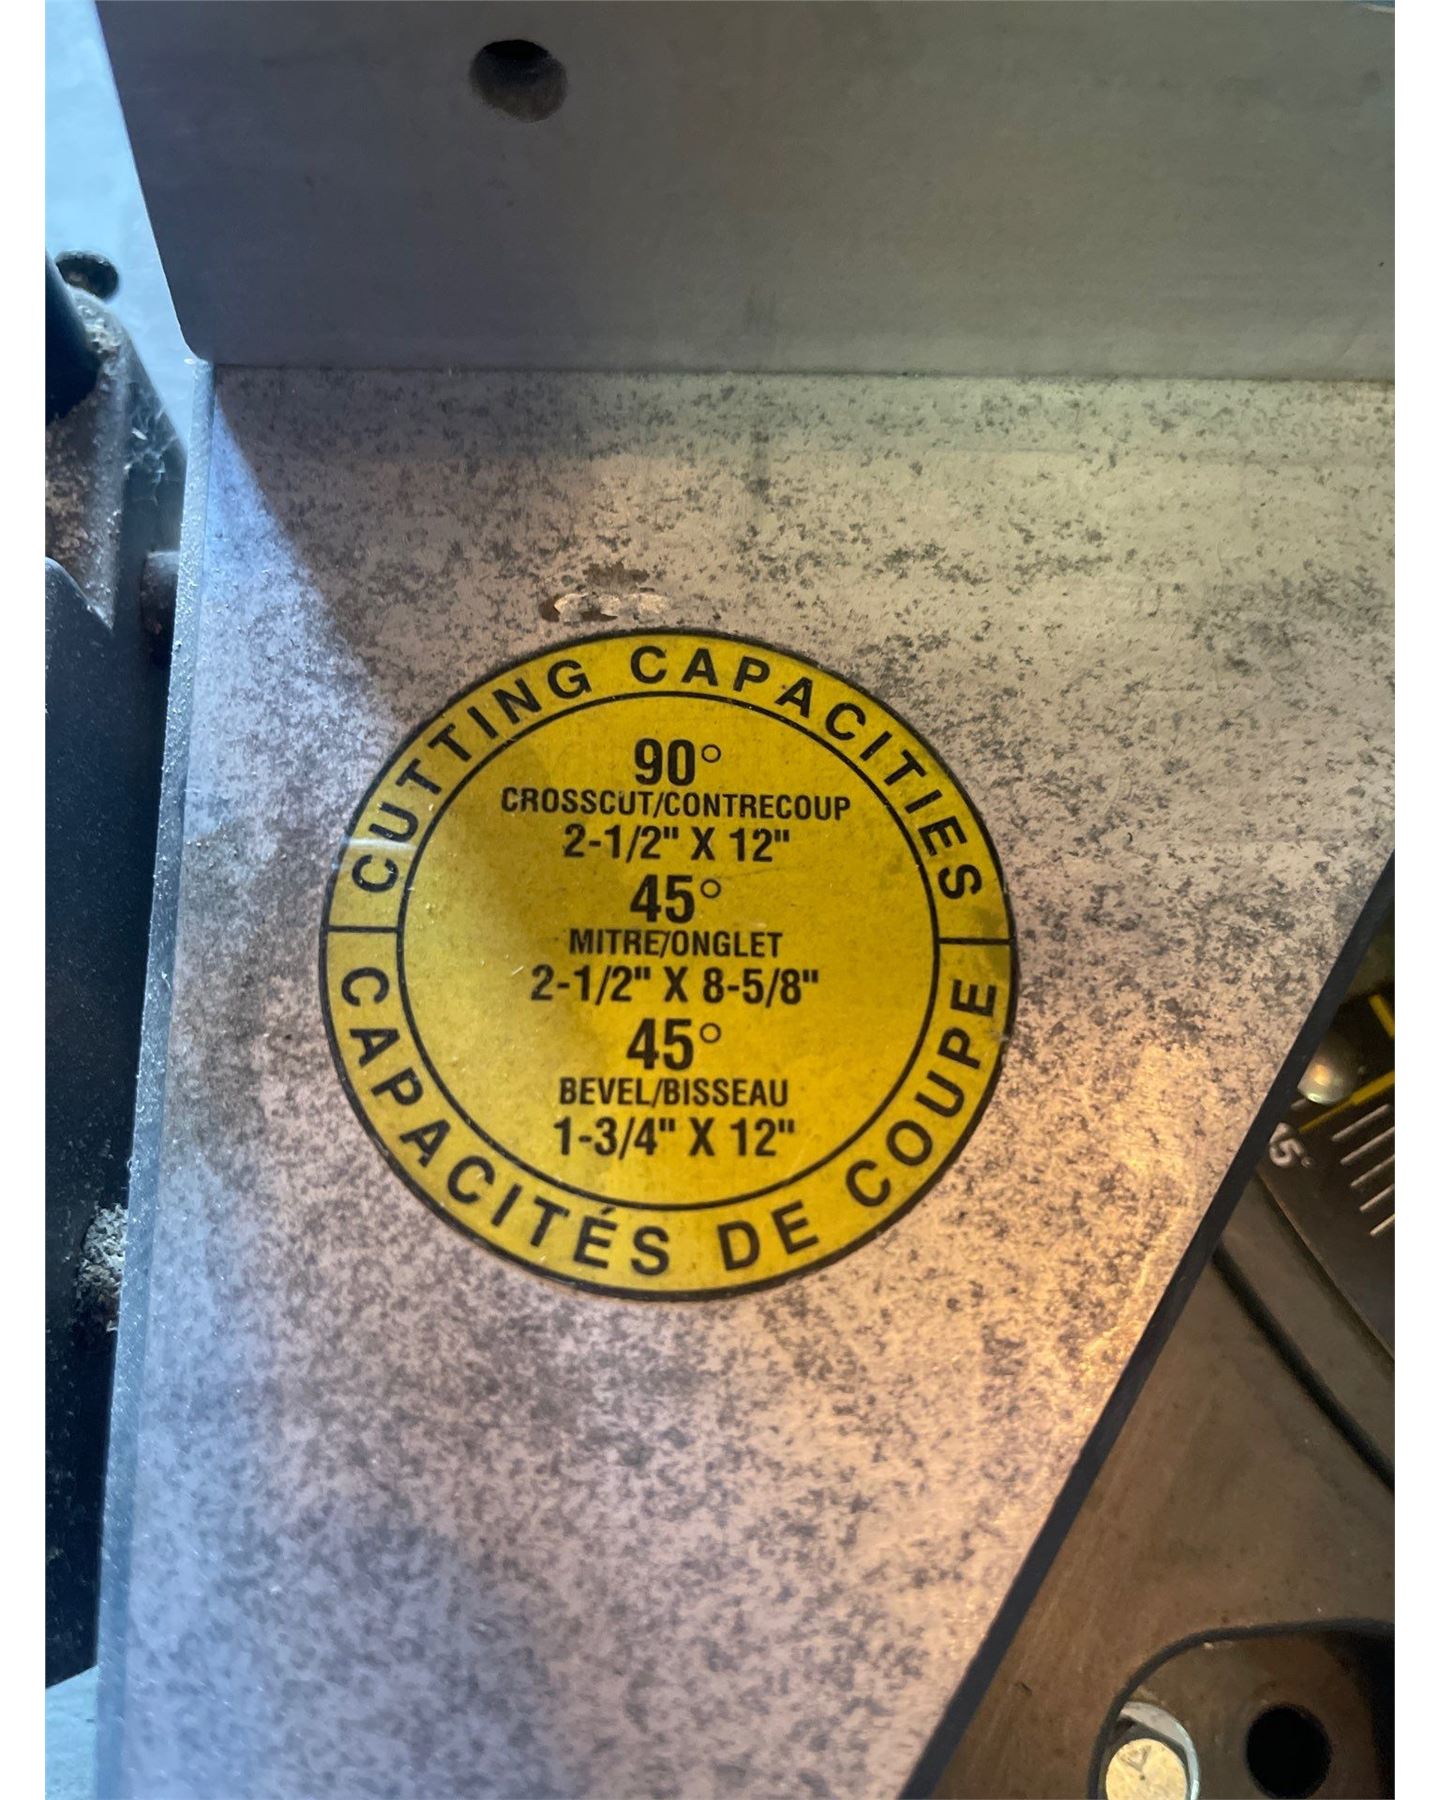 CUTTING CAPACITIES
90°
CROSSCUT/CONTRECOUP
2-1/2" X 12"
45°
MITRE/ONGLET
2-1/2" X 8-5/8"
45°
BEVEL/BISSEAU
1-3/4" X 12"
CAPACITÉS DE COUPE